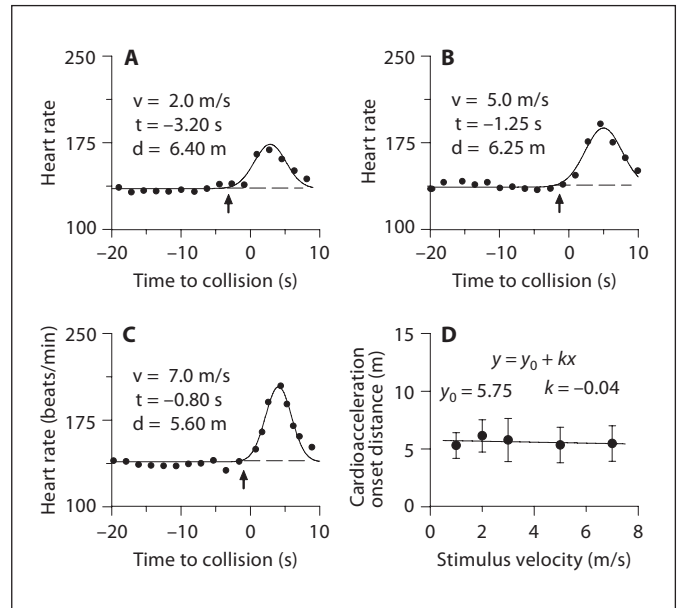 A
250
175
100
Heart rate
v = 2.0 m/s
t = –3.20 s
d = 6.40 m
–20 –10 0 10
Time to collision (s)
B
250
175
100
Heart rate
v = 5.0 m/s
t = –1.25 s
d = 6.25 m
–20 –10 0 10
Time to collision (s)
C
250
175
100
Heart rate (beats/min)
v = 7.0 m/s
t = –0.80 s
d = 5.60 m
–20 –10 0 10
Time to collision (s)
D
15
10
5
0
Cardioacceleration
onset distance (m)
y = y0 + kx
y0 = 5.75 k = –0.04
0 2 4 6 8
Stimulus velocity (m/s)